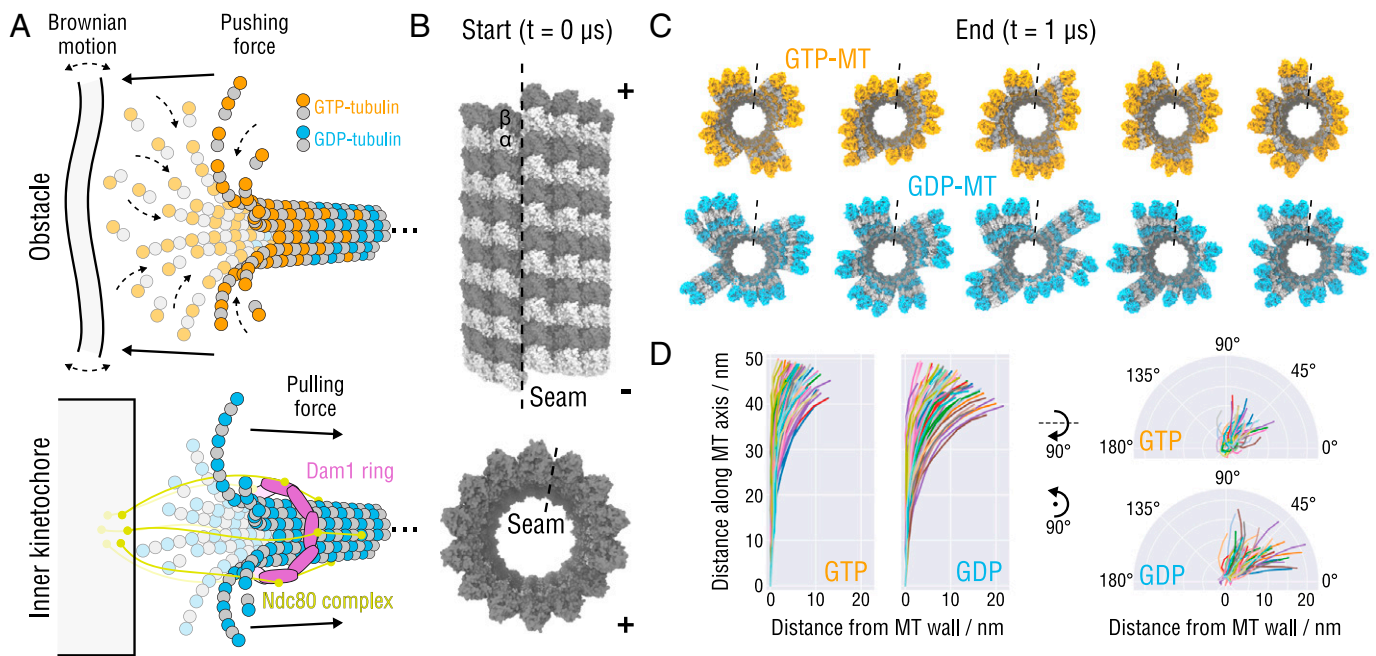 A
Brownian
motion
Pushing
force
GTP-tubulin
GDP-tubulin
Obstacle
Inner kinetochore
Pulling
force
Dam1 ring
Ndc80 complex
B
Start (t = 0 µs)
β
α
+
Seam
-
Seam
+
C
End (t = 1 µs)
GTP-MT
GDP-MT
D
Distance along MT axis / nm
50
40
30
20
10
0
GTP
GDP
0 10 20
0 10 20
Distance from MT wall / nm
90°
90°
90°
135°
45°
180°
0°
GTP
90°
135°
45°
180°
0°
GDP
0 10 20
Distance from MT wall / nm